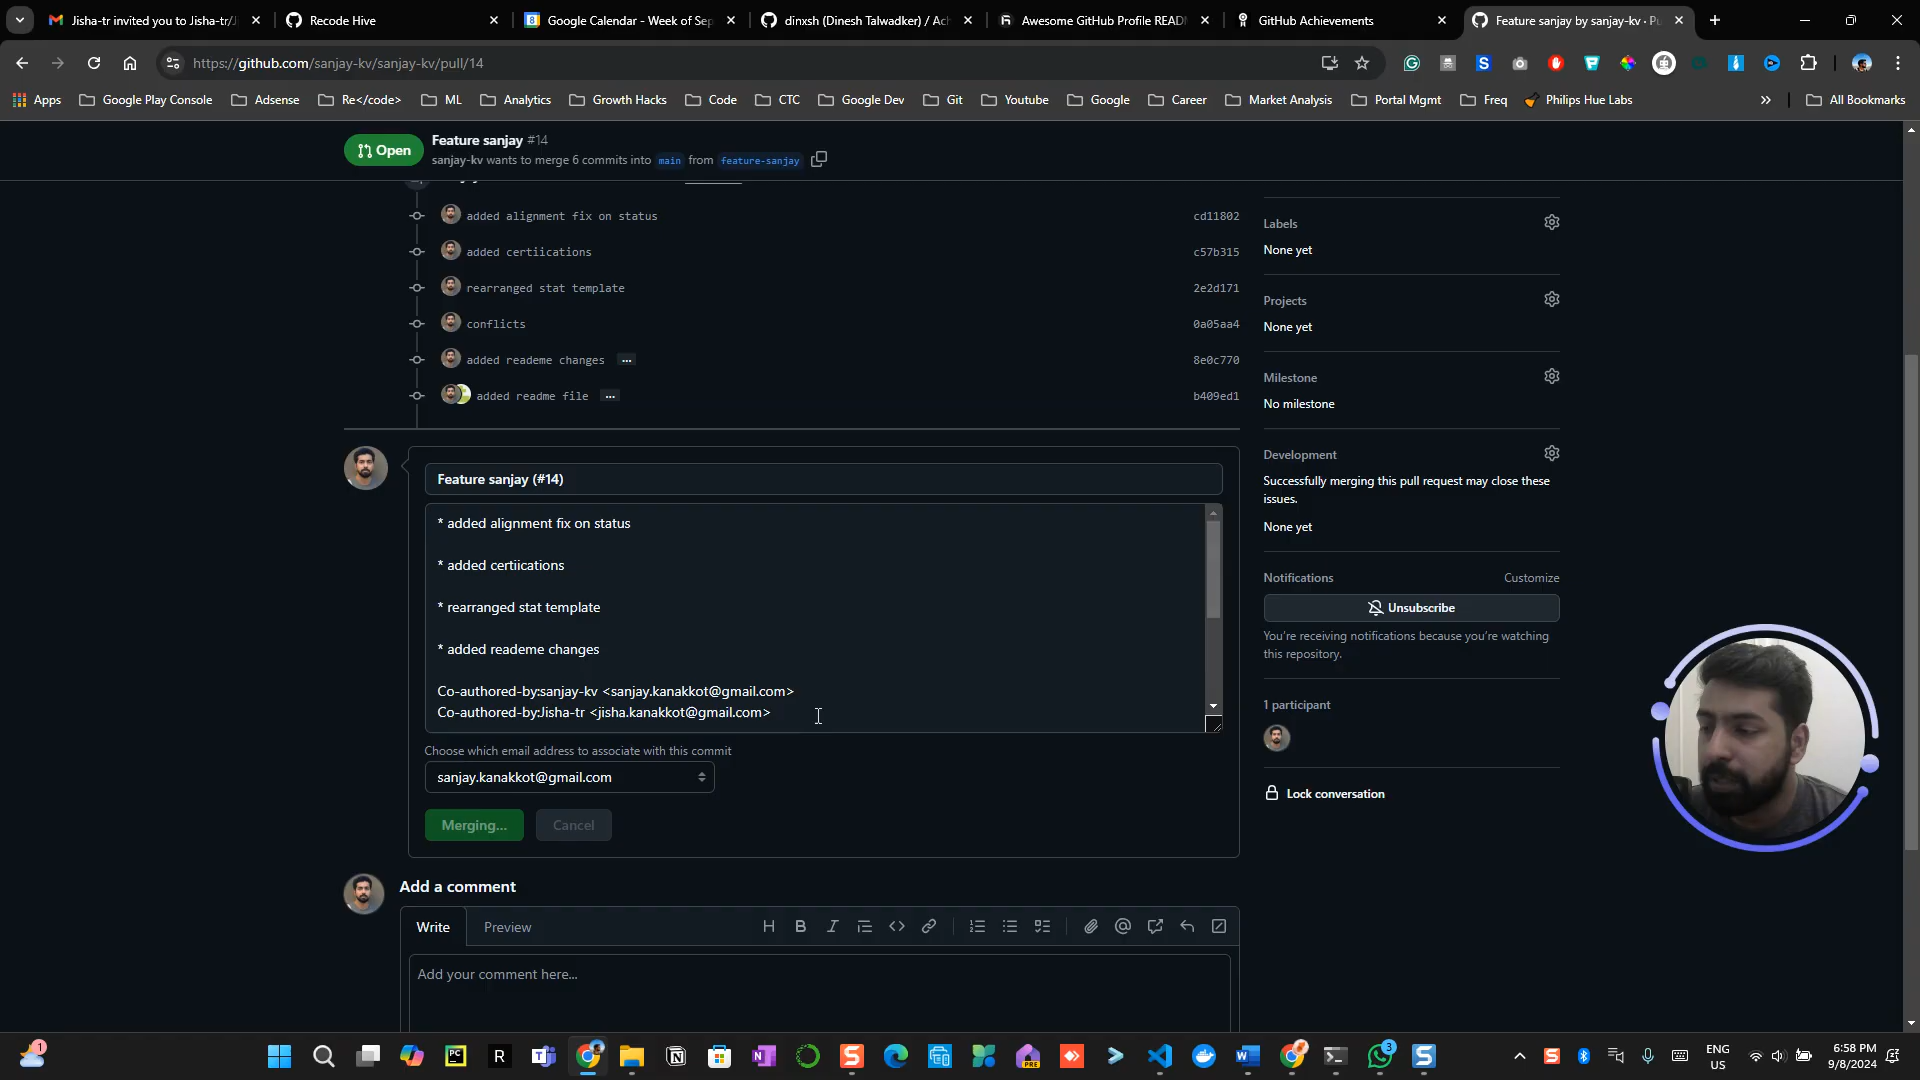 Jisha-tr invited you to Jisha-tr/J
Recode Hive
Google Calendar - Week of Sep
dinxsh (Dinesh Talwadker) / Ach
Awesome GitHub Profile READ
GitHub Achievements
Feature sanjay by sanjay-kv · Pu
https://github.com/sanjay-kv/sanjay-kv/pull/14
Apps
Google Play Console
Adsense
Re</code>
ML
Analytics
Growth Hacks
Code
CTC
Google Dev
Git
Youtube
Google
Career
Market Analysis
Portal Mgmt
Freq
Philips Hue Labs
All Bookmarks
Open
Feature sanjay #14
sanjay-kv wants to merge 6 commits into main from feature-sanjay
added alignment fix on status cd11802
added certiications c57b315
rearranged stat template 2e2d171
conflicts 0a05aa4
added reademe changes ... 8e0c770
added readme file ... b409ed1
Feature sanjay (#14)
* added alignment fix on status
* added certiications
* rearranged stat template
* added reademe changes
Co-authored-by:sanjay-kv <sanjay.kanakkot@gmail.com>
Co-authored-by:Jisha-tr <jisha.kanakkot@gmail.com>
Choose which email address to associate with this commit
sanjay.kanakkot@gmail.com
Merging...
Cancel
Add a comment
Write
Preview
Add your comment here...
Labels
None yet
Projects
None yet
Milestone
No milestone
Development
Successfully merging this pull request may close these
issues.
None yet
Notifications
Customize
Unsubscribe
You're receiving notifications because you're watching
this repository.
1 participant
Lock conversation
1
PC
R
PRE
3
ENG
US
6:58 PM
9/8/2024